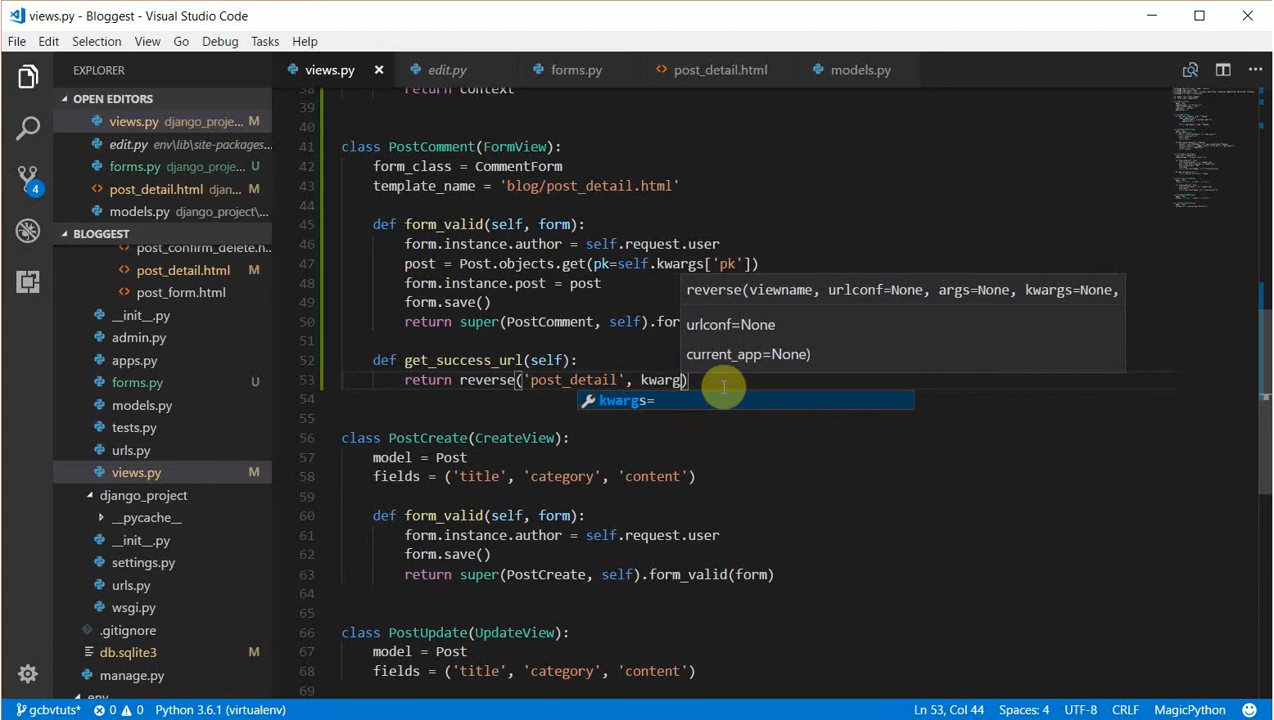 views.py - Bloggest - Visual Studio Code
File Edit Selection View Go Debug Tasks Help
EXPLORER
views.py edit.py forms.py post_detail.html models.py
OPEN EDITORS
views.py django_proje... M
edit.py env\lib\site-packages...
forms.py django_project... U
post_detail.html djan... M
models.py django_project\...
4
BLOGGEST
post_confirm_delete.h...
post_detail.html M
post_form.html
__init__.py
admin.py
apps.py
forms.py U
models.py
tests.py
urls.py
views.py M
django_project
__pycache__
__init__.py
settings.py
urls.py
wsgi.py
.gitignore
db.sqlite3 M
manage.py
env
38 return context
39
40
41 class PostComment(FormView):
42 form_class = CommentForm
43 template_name = 'blog/post_detail.html'
44
45 def form_valid(self, form):
46 form.instance.author = self.request.user
47 post = Post.objects.get(pk=self.kwargs['pk'])
48 form.instance.post = post
49 form.save()
50 return super(PostComment, self).for
51
52 def get_success_url(self):
53 return reverse('post_detail', kwarg)
54
55
56 class PostCreate(CreateView):
57 model = Post
58 fields = ('title', 'category', 'content')
59
60 def form_valid(self, form):
61 form.instance.author = self.request.user
62 form.save()
63 return super(PostCreate, self).form_valid(form)
64
65
66 class PostUpdate(UpdateView):
67 model = Post
68 fields = ('title', 'category', 'content')
69
reverse(viewname, urlconf=None, args=None, kwargs=None,
urlconf=None
current_app=None)
kwargs=
gcbvtuts* 0 0 Python 3.6.1 (virtualenv) Ln 53, Col 44 Spaces: 4 UTF-8 CRLF MagicPython